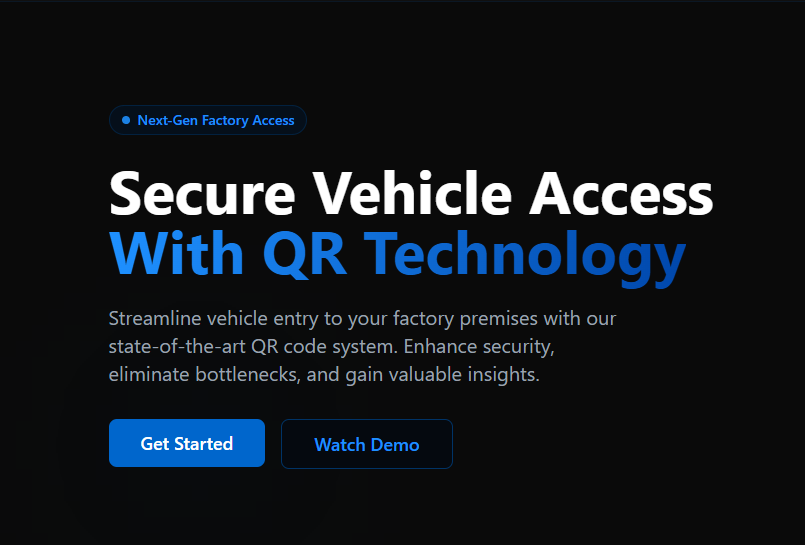 Next-Gen Factory Access
Secure Vehicle Access
With QR Technology
Streamline vehicle entry to your factory premises with our
state-of-the-art QR code system. Enhance security,
eliminate bottlenecks, and gain valuable insights.
Get Started
Watch Demo